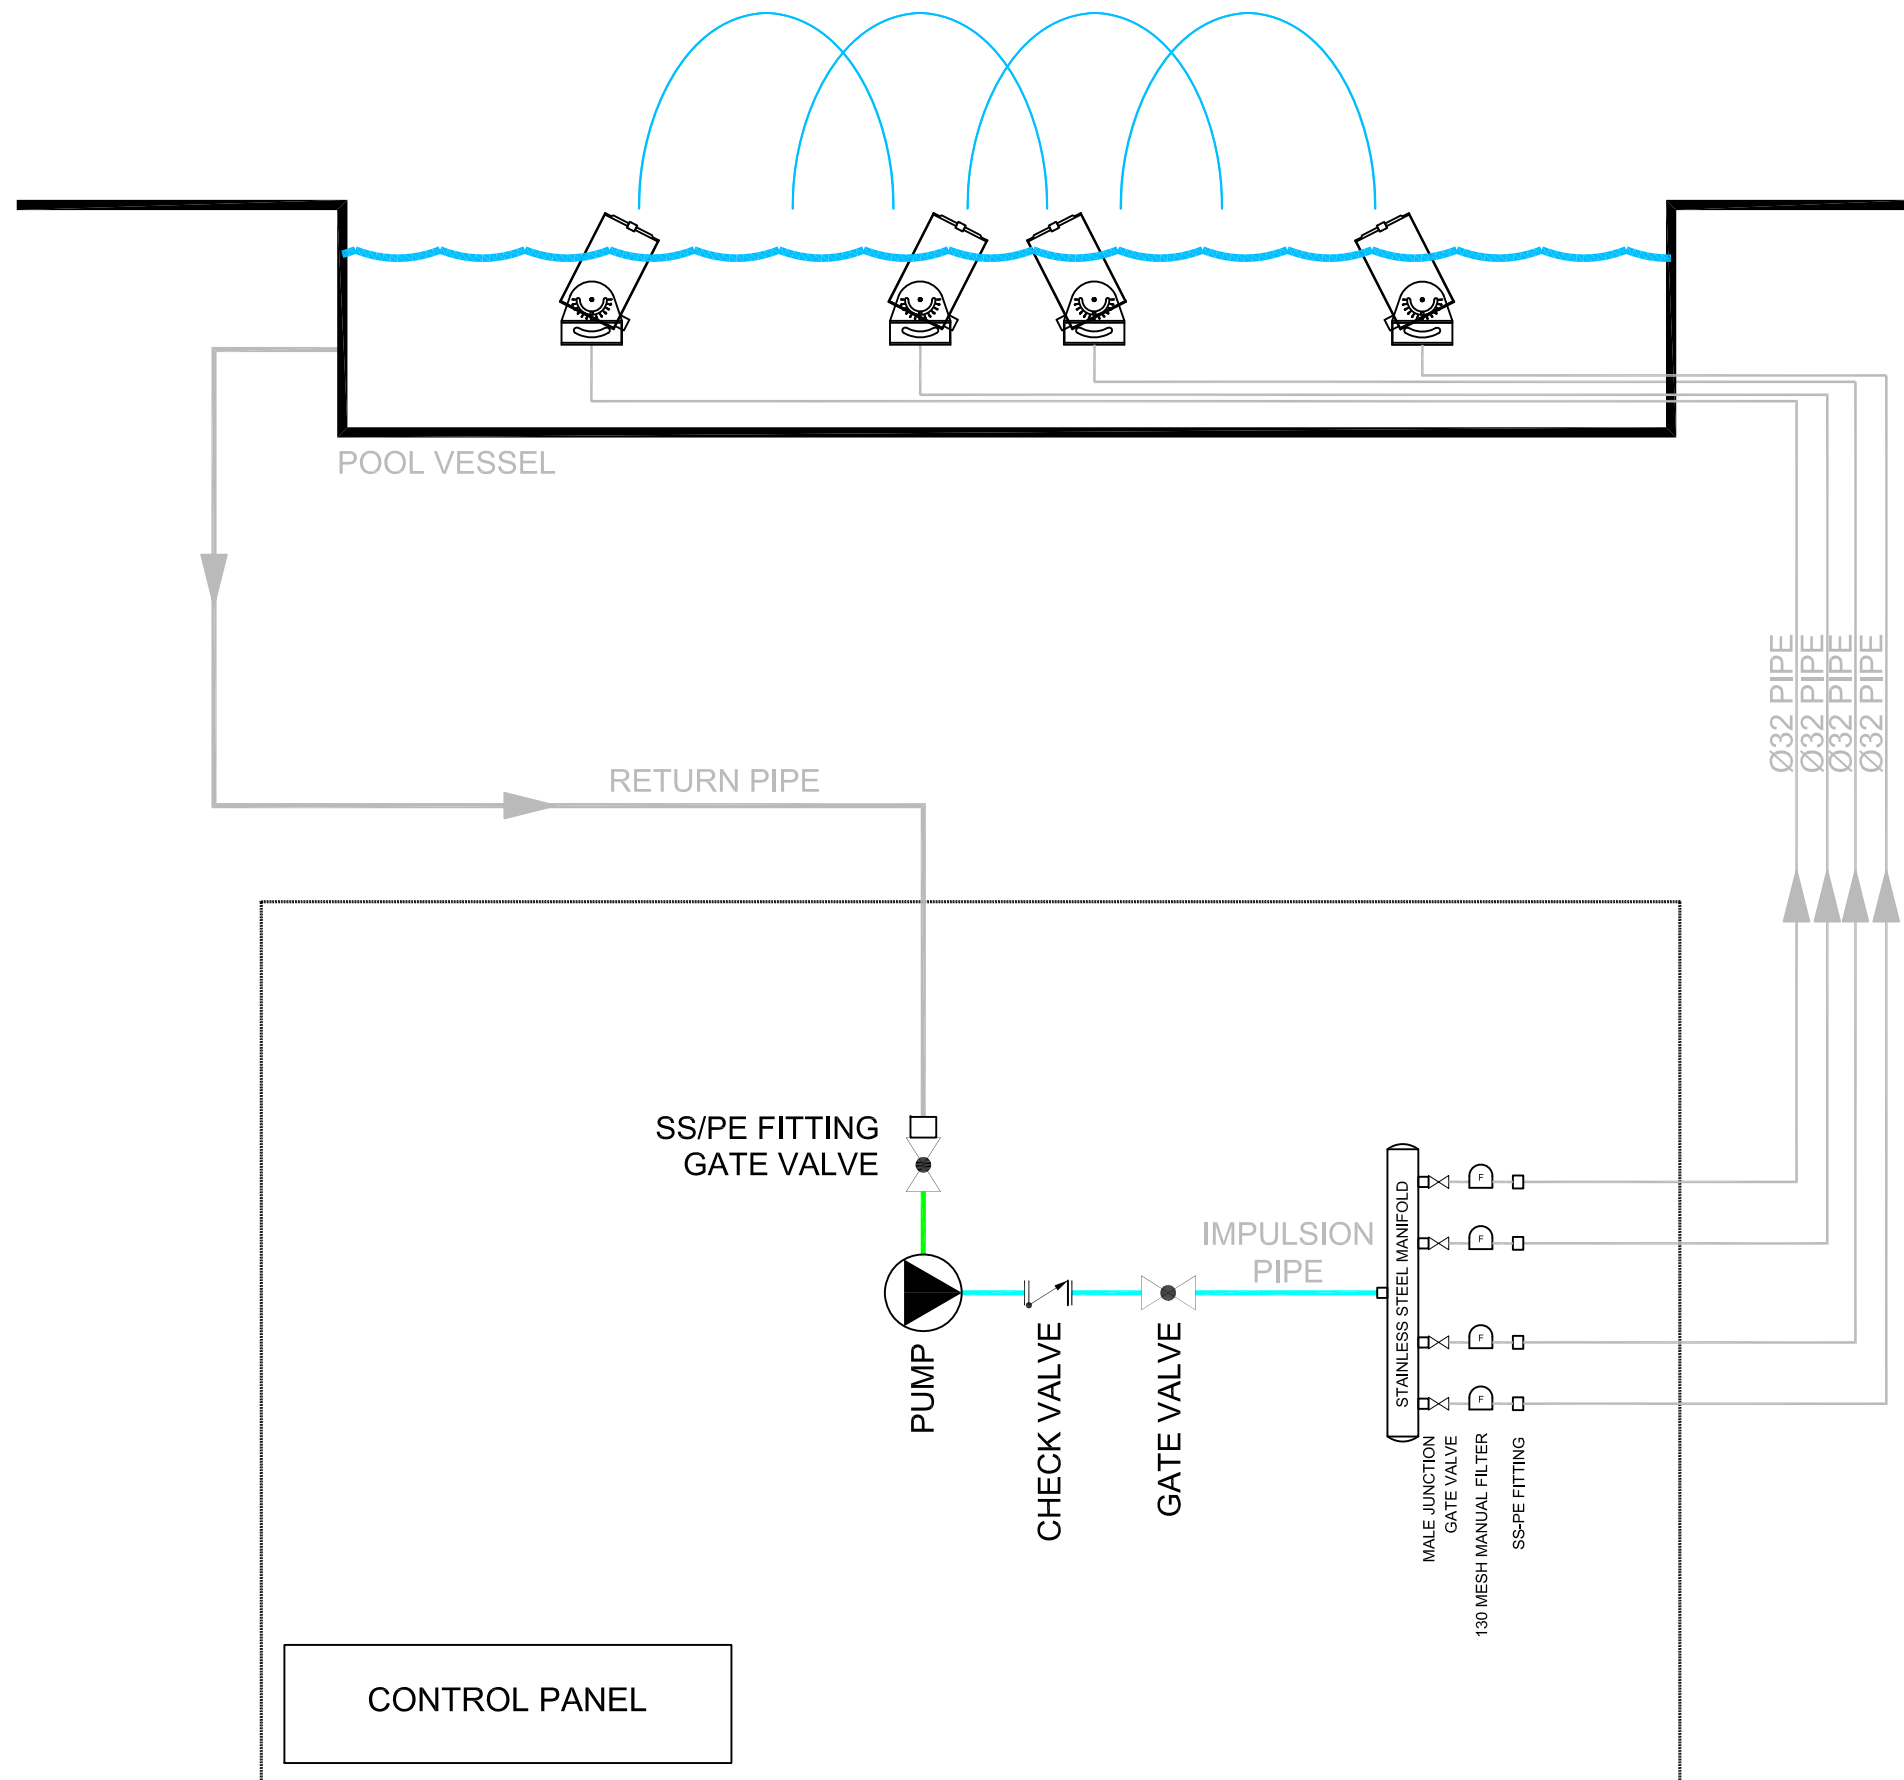 POOL VESSEL
Ø32 PIPE
Ø32 PIPE
Ø32 PIPE
Ø32 PIPE
RETURN PIPE
SS/PE FITTING
GATE VALVE
IMPULSION
PIPE
STAINLESS STEEL MANIFOLD
F
F
F
F
PUMP
CHECK VALVE
GATE VALVE
MALE JUNCTION
GATE VALVE
130 MESH MANUAL FILTER
SS-PE FITTING
CONTROL PANEL